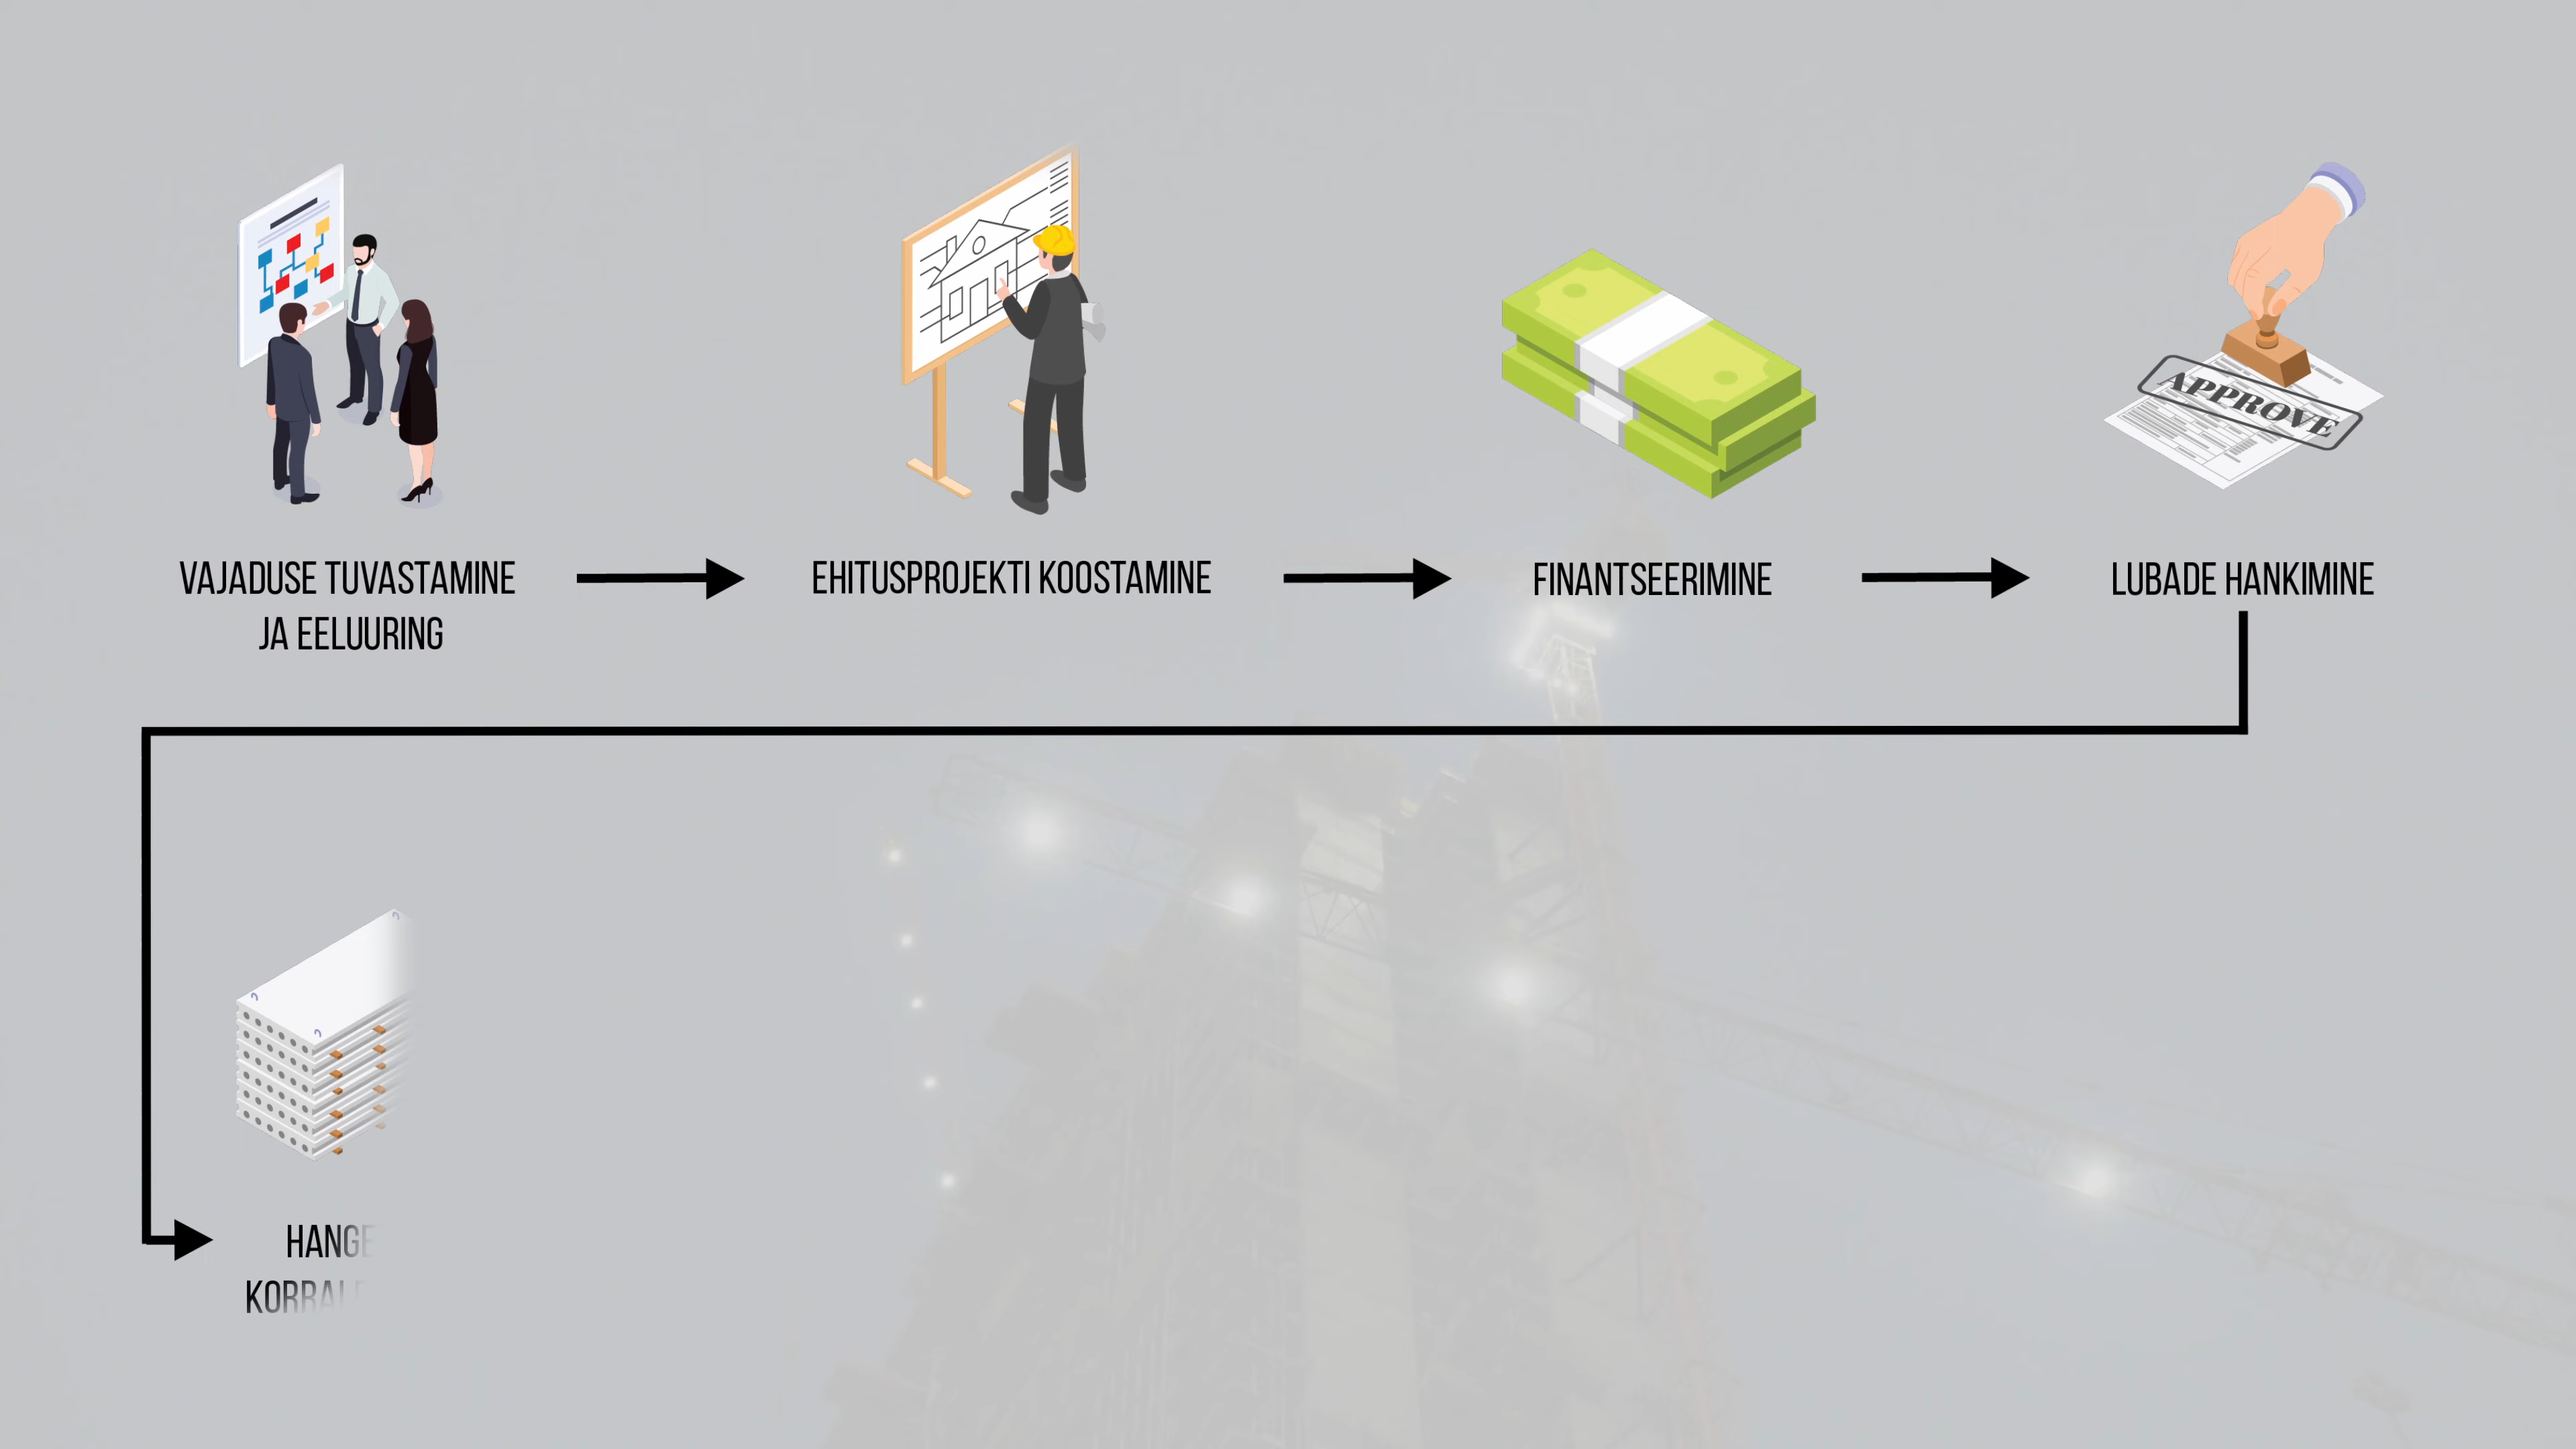 VAJADUSE TUVASTAMINE
JA EELUURING
EHITUSPROJEKTI KOOSTAMINE
FINANTSEERIMINE
LUBADE HANKIMINE
APPROVE